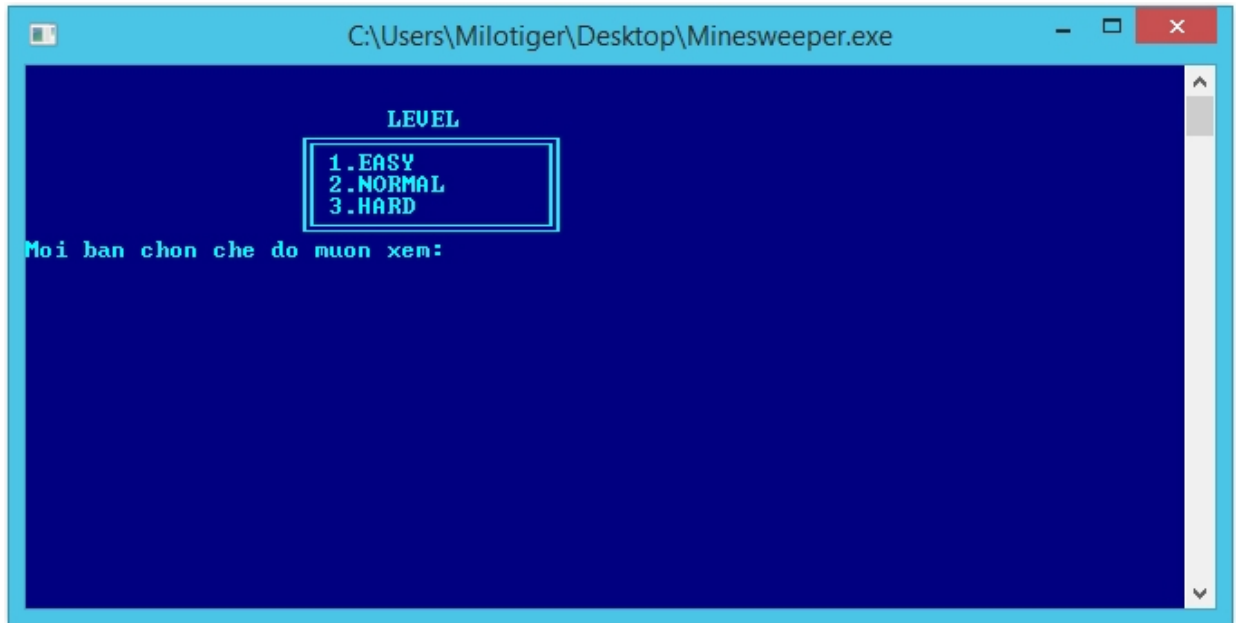 C:\Users\Milotiger\Desktop\Minesweeper.exe
LEVEL
1.EASY
2.NORMAL
3.HARD
Moi ban chon che do muon xem: